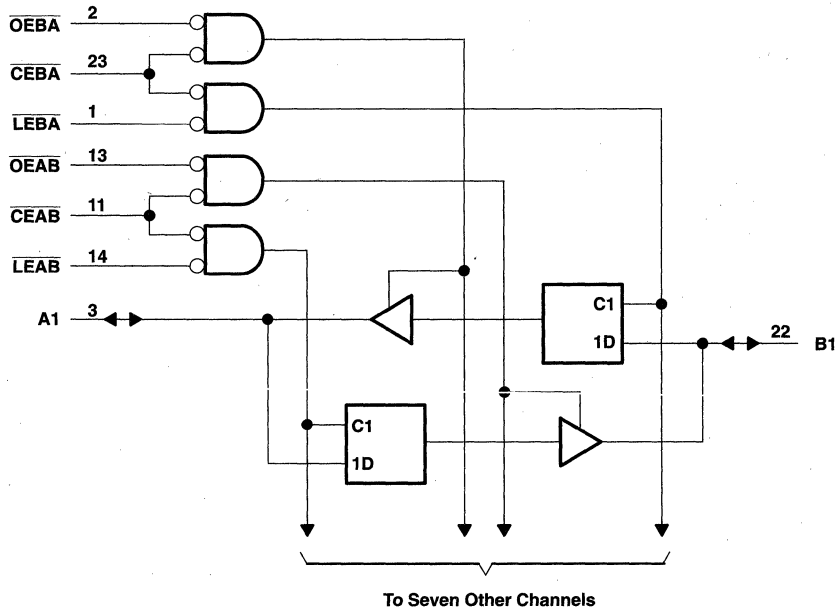 OEBA 2
CEBA 23
LEBA 1
OEAB 13
CEAB 11
LEAB 14
A1 3
C1
1D
22 B1
C1
1D
To Seven Other Channels